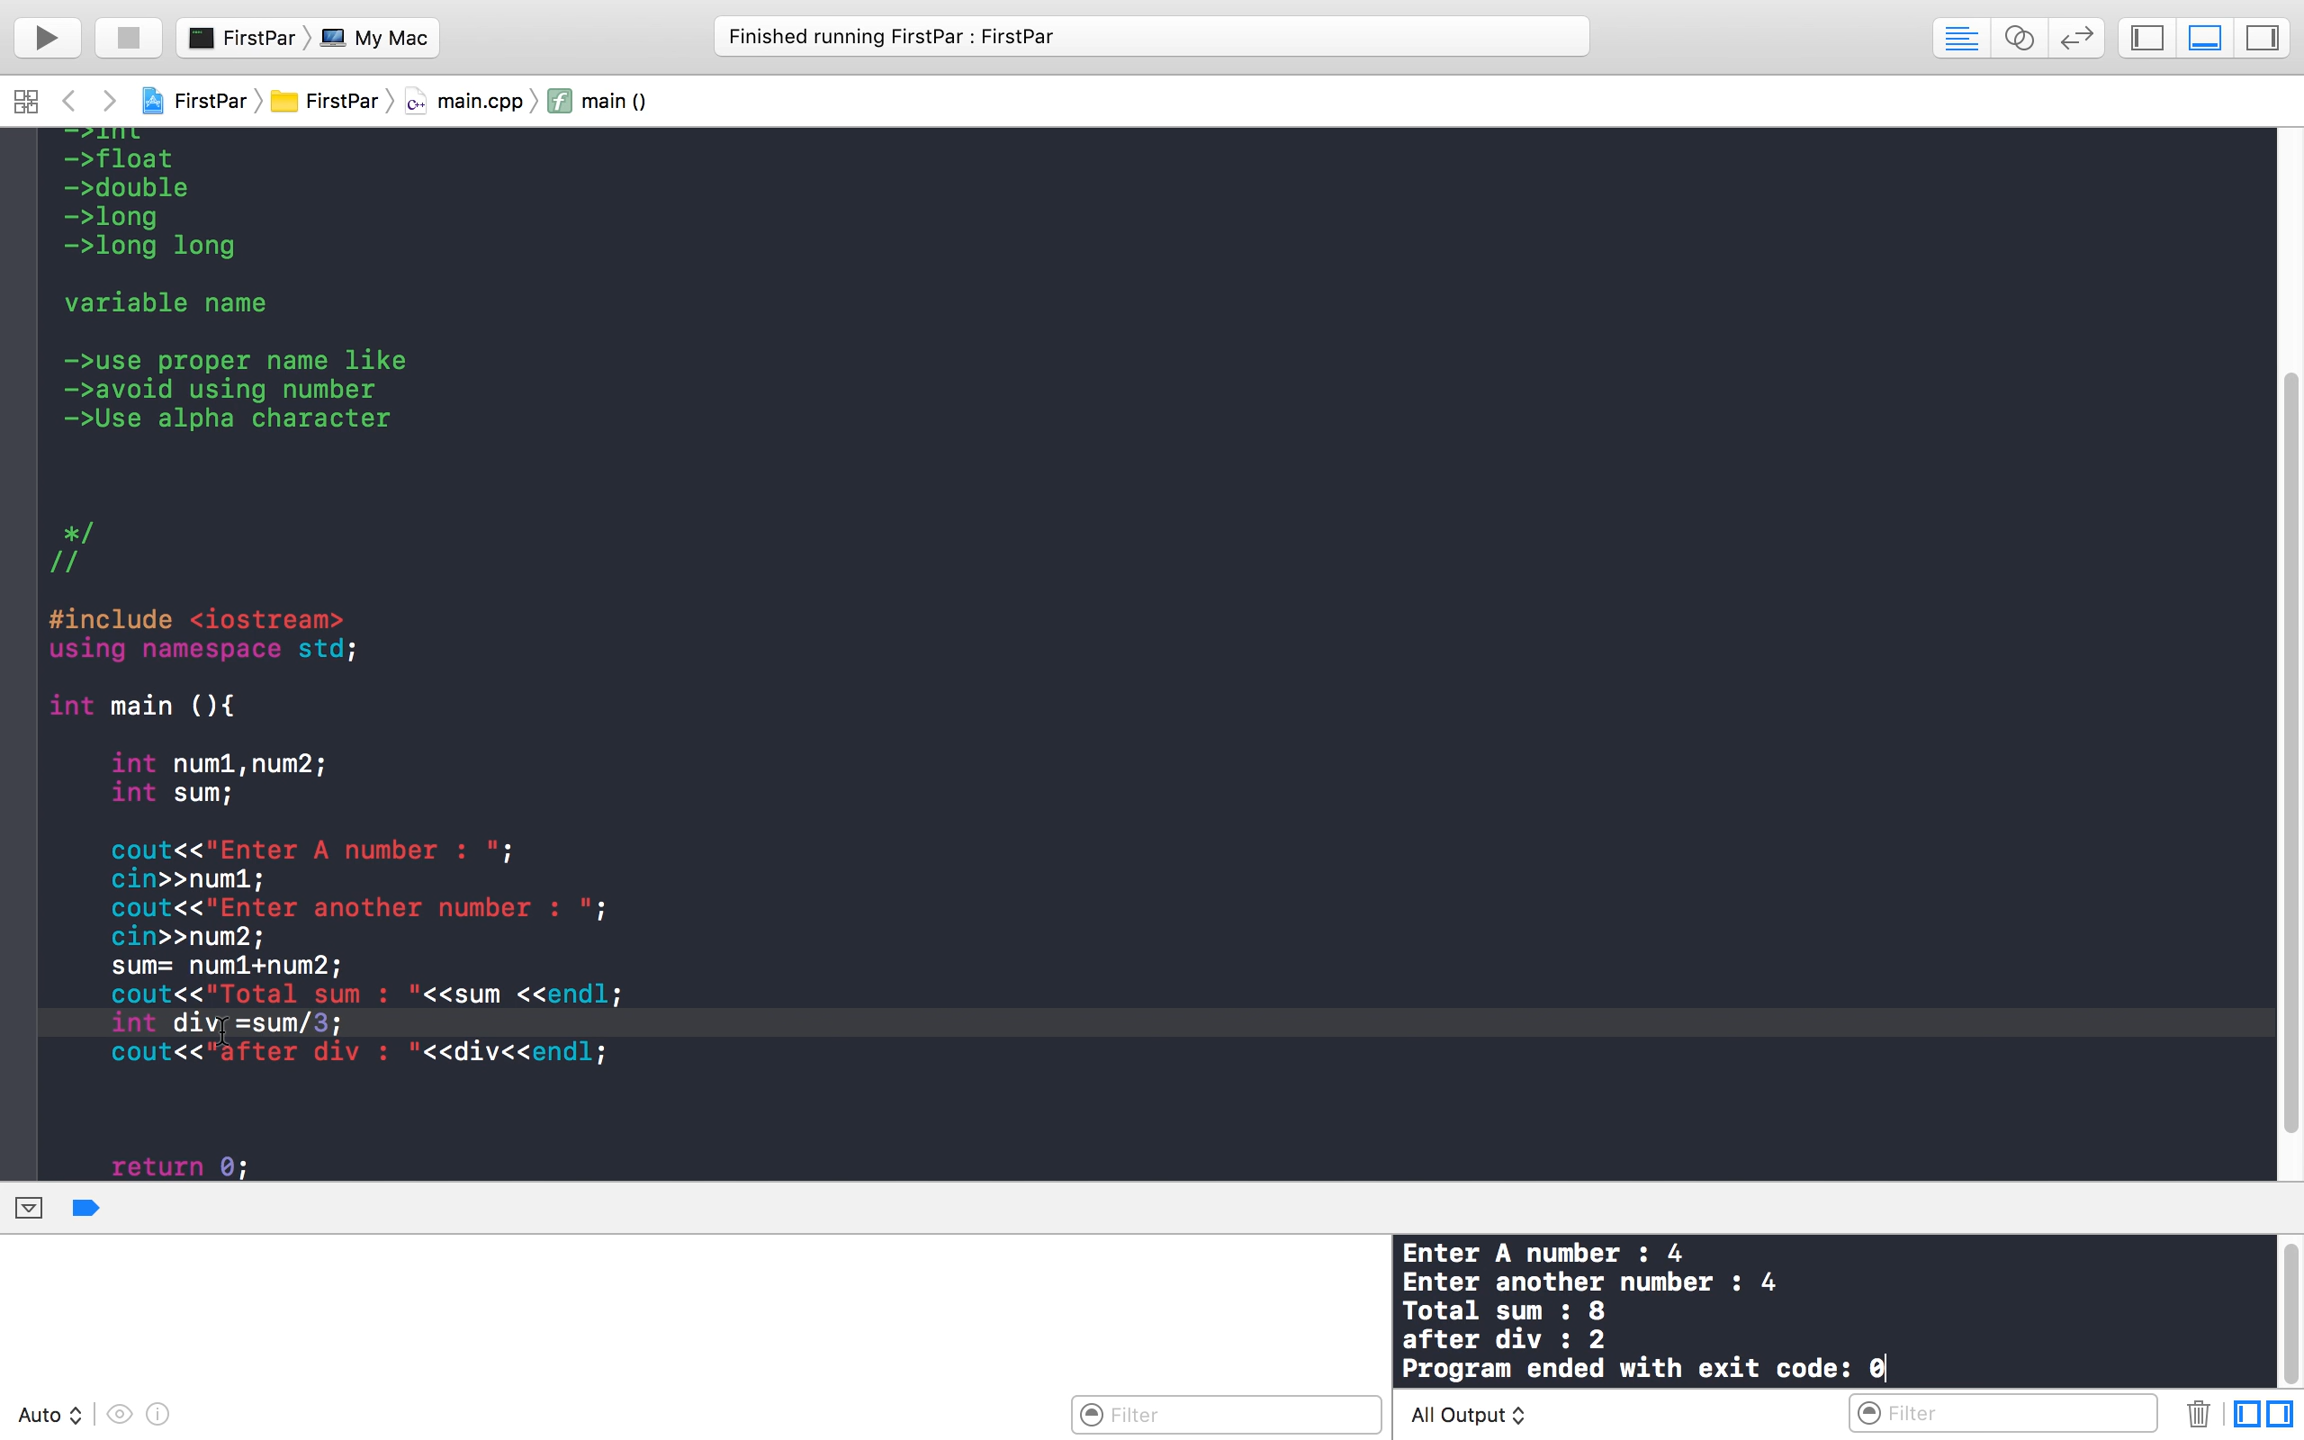 FirstPar My Mac
Finished running FirstPar : FirstPar
FirstPar FirstPar main.cpp main ()
->int
->float
->double
->long
->long long
variable name
->use proper name like
->avoid using number
->Use alpha character
*/
//
#include <iostream>
using namespace std;
int main (){
int num1,num2;
int sum;
cout<<"Enter A number : ";
cin>>num1;
cout<<"Enter another number : ";
cin>>num2;
sum= num1+num2;
cout<<"Total sum : "<<sum <<endl;
int div =sum/3;
cout<<"after div : "<<div<<endl;
return 0;
Enter A number : 4
Enter another number : 4
Total sum : 8
after div : 2
Program ended with exit code: 0
Auto Filter All Output Filter